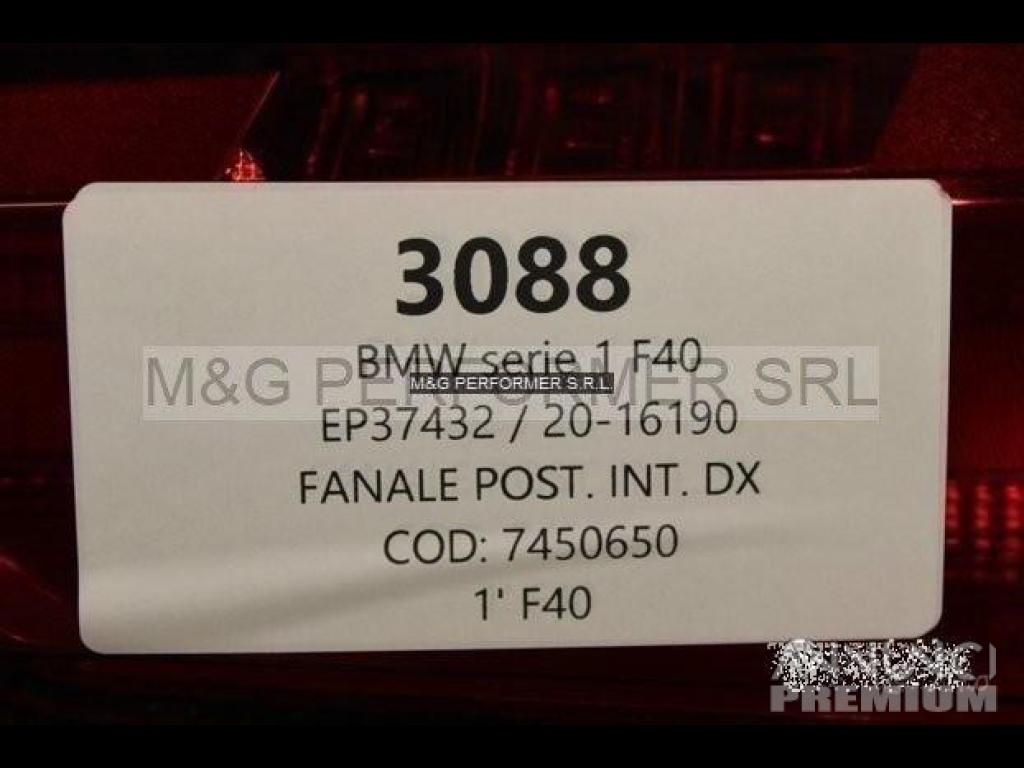 3088
BMW serie 1 F40
M&G PERFORMER SRL
M&G PERFORMER S.R.L.
EP37432 / 20-16190
FANALE POST. INT. DX
COD: 7450650
1' F40
PREMIUM